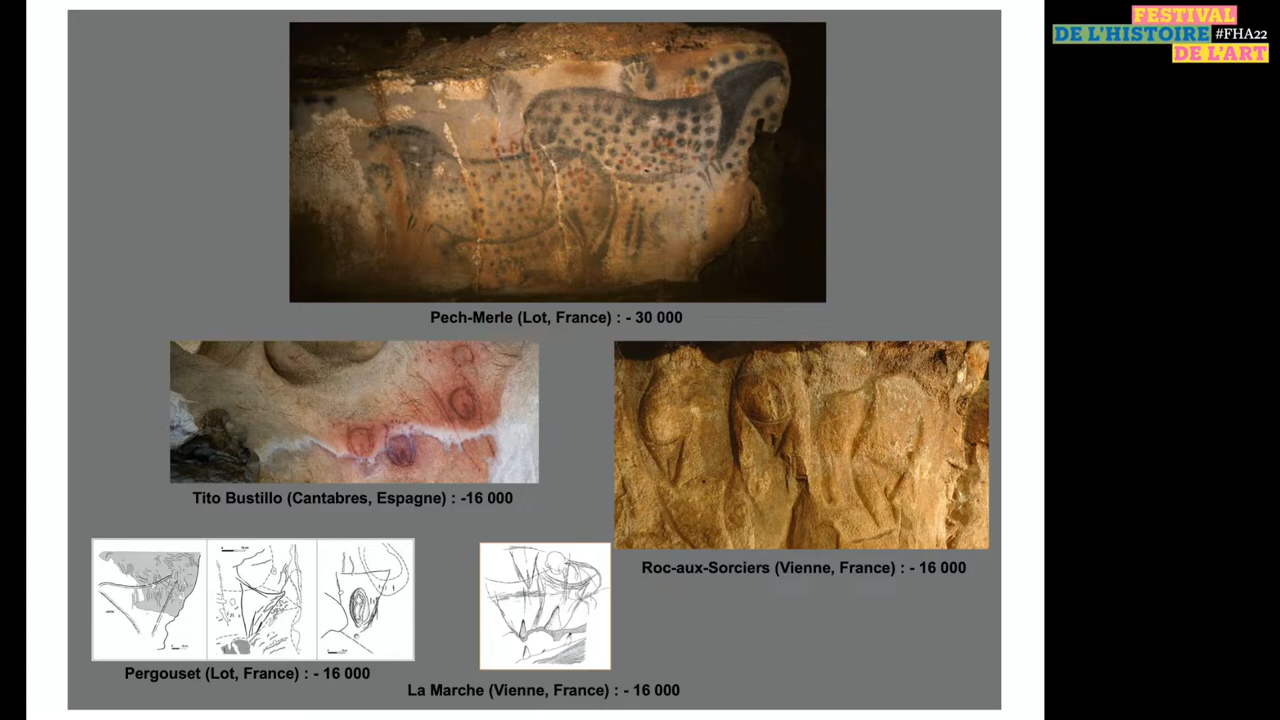 FESTIVAL
DE L'HISTOIRE #FHA22
DE L'ART
Pech-Merle (Lot, France) : - 30 000
Tito Bustillo (Cantabres, Espagne) : -16 000
Roc-aux-Sorciers (Vienne, France) : - 16 000
Pergouset (Lot, France) : - 16 000
La Marche (Vienne, France) : - 16 000